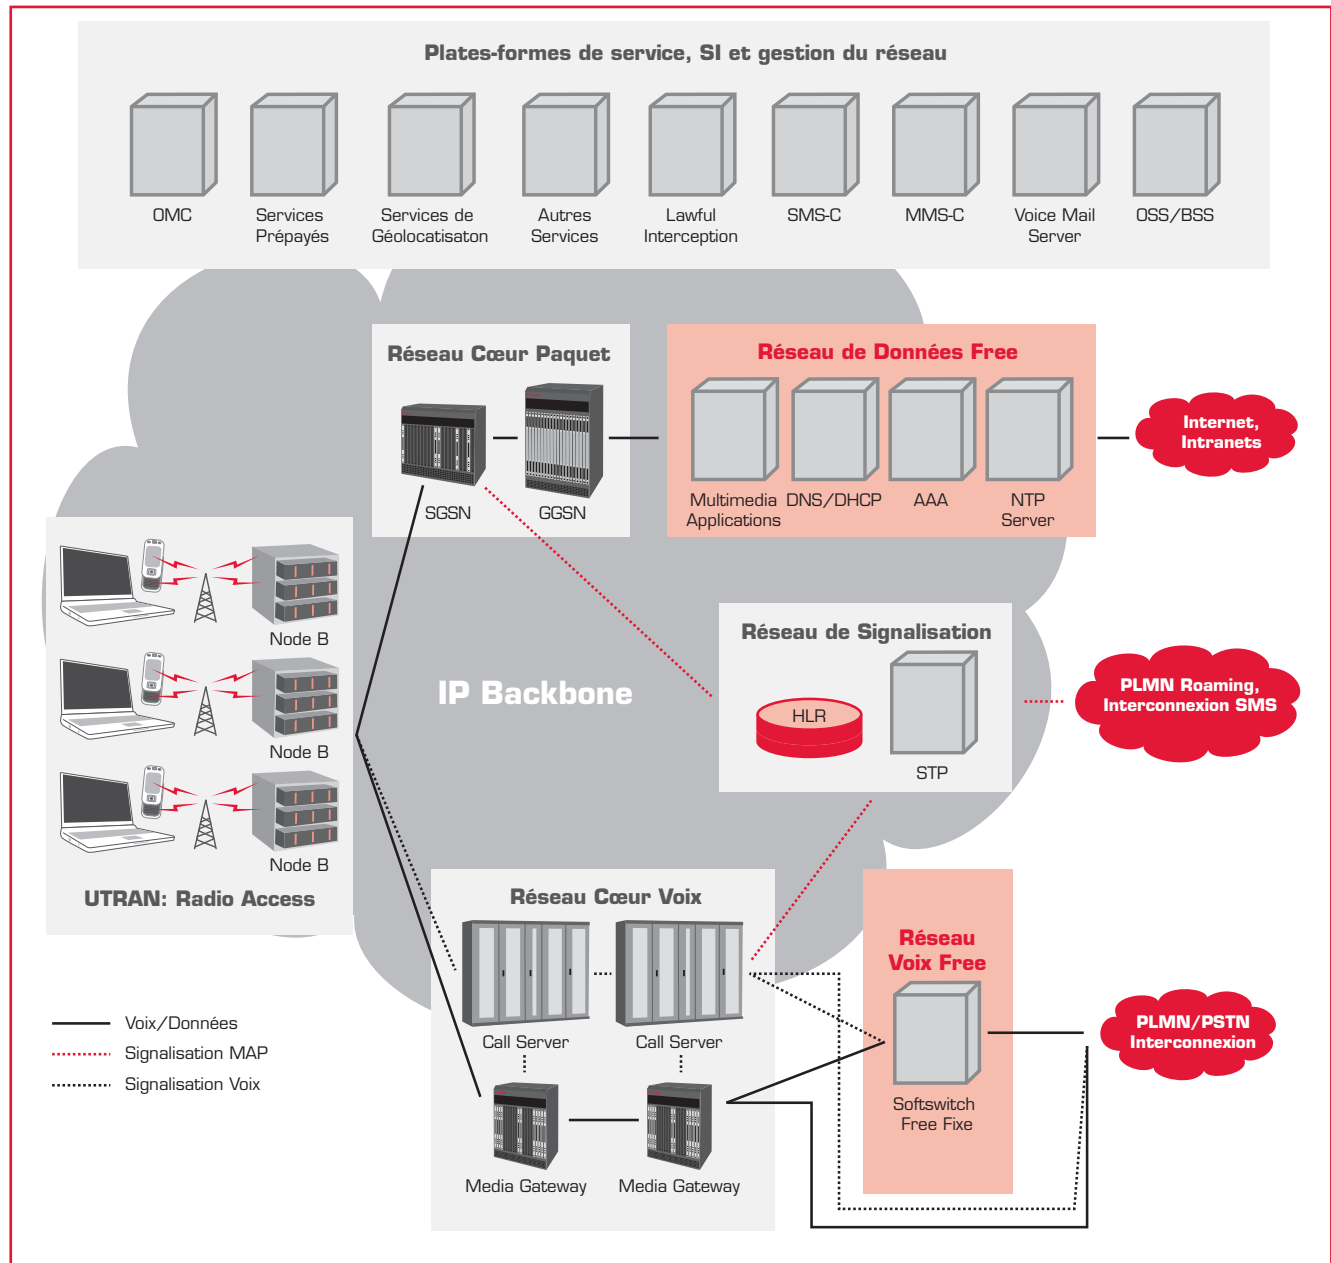 Plates-formes de service, SI et gestion du réseau
OMC
Services
Prépayés
Services de
Géolocatisaton
Autres
Services
Lawful
Interception
SMS-C
MMS-C
Voice Mail
Server
OSS/BSS
Réseau Cœur Paquet
SGSN
GGSN
Réseau de Données Free
Multimedia
Applications
DNS/DHCP
AAA
NTP
Server
Internet,
Intranets
Node B
Node B
Node B
UTRAN: Radio Access
IP Backbone
Réseau de Signalisation
HLR
STP
PLMN Roaming,
Interconnexion SMS
Réseau Cœur Voix
Call Server
Call Server
Media Gateway
Media Gateway
Réseau
Voix Free
Softswitch
Free Fixe
PLMN/PSTN
Interconnexion
Voix/Données
Signalisation MAP
Signalisation Voix